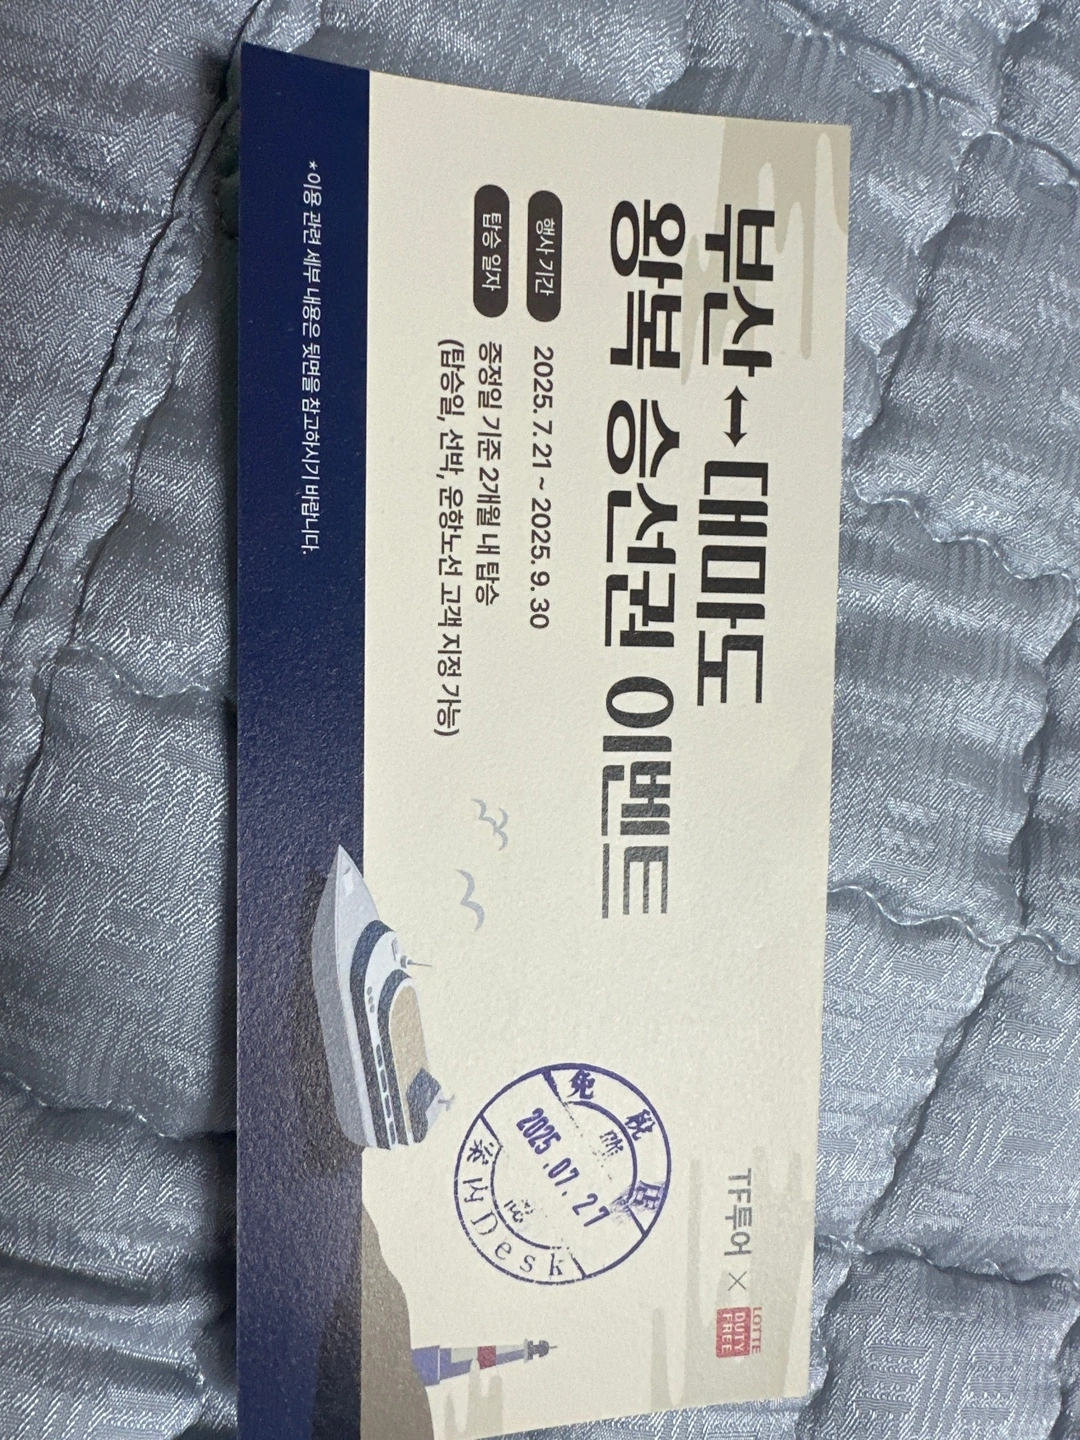 TF투어 × LOTTE DUTY FREE
부산↔대마도
왕복 승선권 이벤트
행사 기간 2025. 7. 21 ~ 2025. 9. 30
탑승 일자 증정일 기준 2개월 내 탑승
(탑승일, 선박, 운항노선 고객 지정 가능)
免税店
2025.07.27
Desk
*이용 관련 세부 내용은 뒷면을 참고하시기 바랍니다.